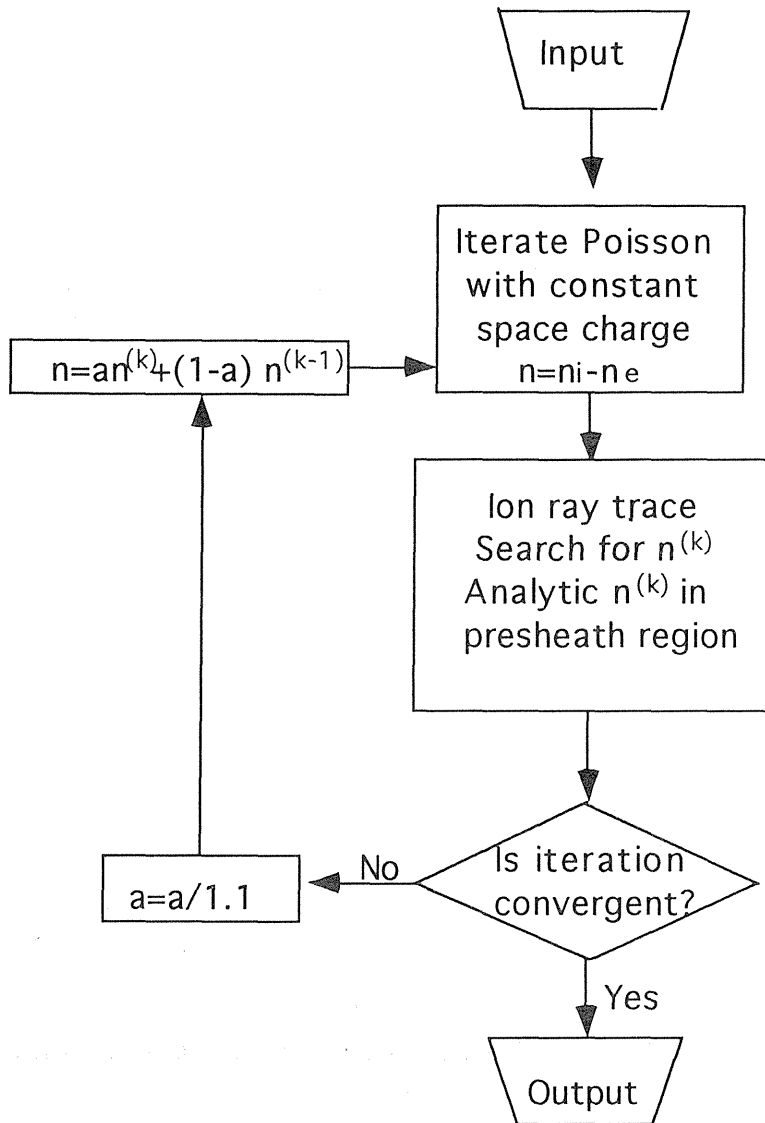 Input
Iterate Poisson
with constant
space charge
n=ni-ne
n=an(k)+(1-a) n(k-1)
Ion ray trace
Search for n(k)
Analytic n(k) in
presheath region
Is iteration
convergent?
No
a=a/1.1
Yes
Output